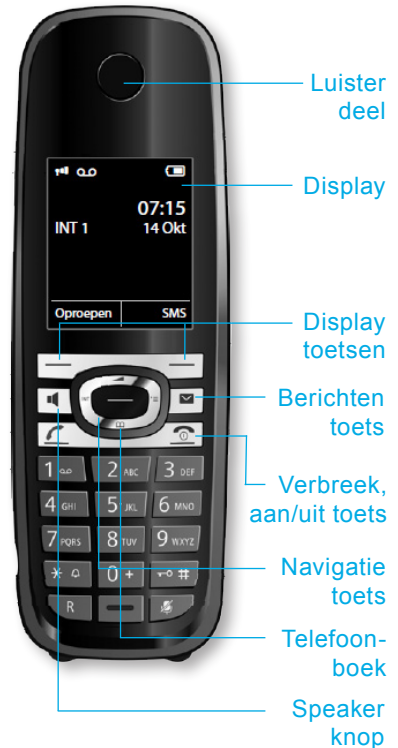 Luister
deel
Display
07:15
INT 1 14 Okt
Oproepen SMS
Display
toetsen
Berichten
toets
INT
1 2 ABC 3 DEF
4 GHI 5 JKL 6 MNO
7 PQRS 8 TUV 9 WXYZ
* 0 + #
R
Verbreek,
aan/uit toets
Navigatie
toets
Telefoon-
boek
Speaker
knop